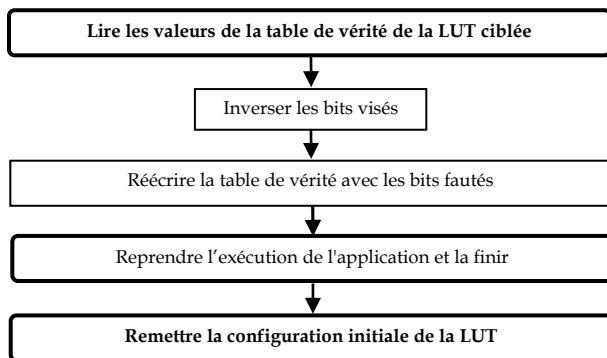 Lire les valeurs de la table de vérité de la LUT ciblée
Inverser les bits visés
Réécrire la table de vérité avec les bits fautés
Reprendre l’exécution de l'application et la finir
Remettre la configuration initiale de la LUT